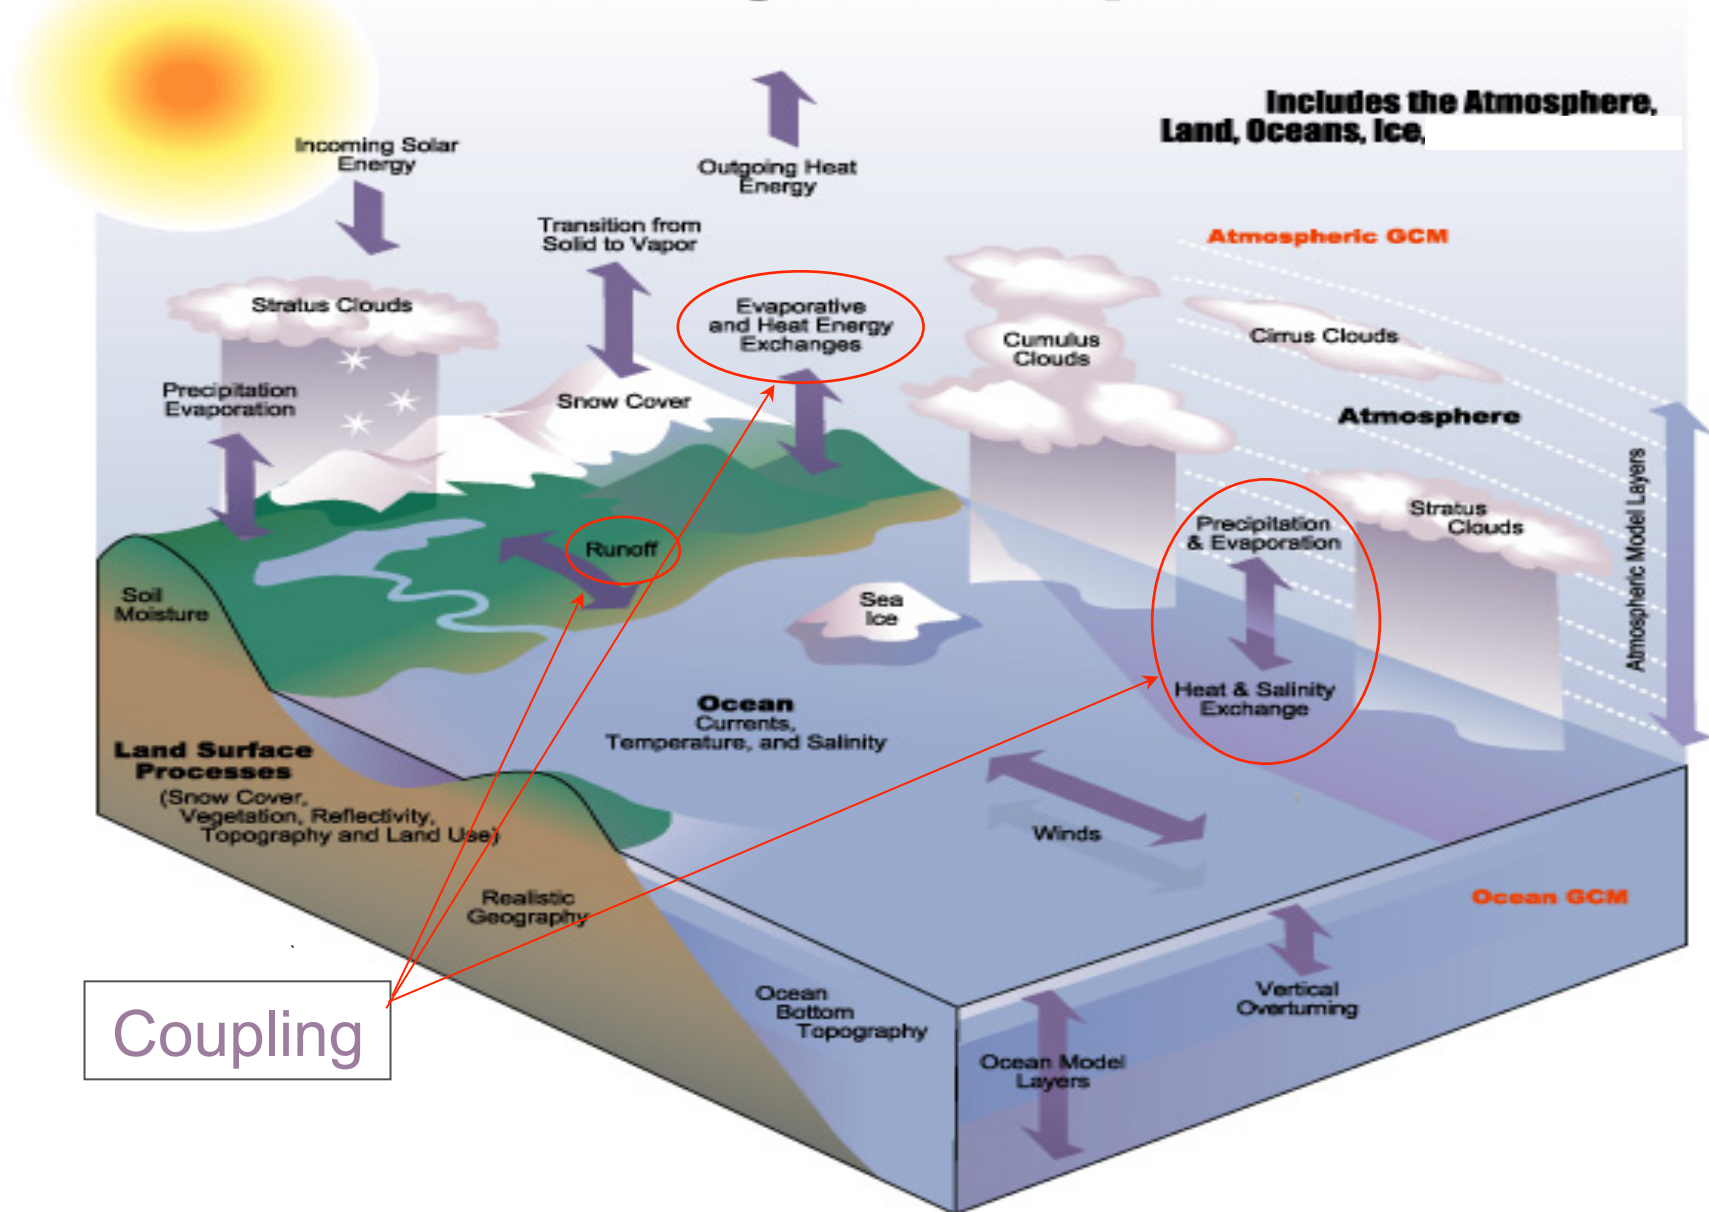 Includes the Atmosphere,
Land, Oceans, Ice,
Incoming Solar
Energy
Outgoing Heat
Energy
Transition from
Solid to Vapor
Atmospheric GCM
Stratus Clouds
Evaporative
and Heat Energy
Exchanges
Cumulus
Clouds
Cirrus Clouds
Precipitation
Evaporation
Snow Cover
Atmosphere
Atmospheric Model Layers
Stratus
Clouds
Precipitation
& Evaporation
Runoff
Soil
Moisture
Sea
Ice
Heat & Salinity
Exchange
Ocean
Currents,
Temperature, and Salinity
Land Surface
Processes
(Snow Cover,
Vegetation, Reflectivity,
Topography and Land Use)
Winds
Realistic
Geography
Ocean GCM
Vertical
Overturning
Ocean
Bottom
Topography
Ocean Model
Layers
Coupling